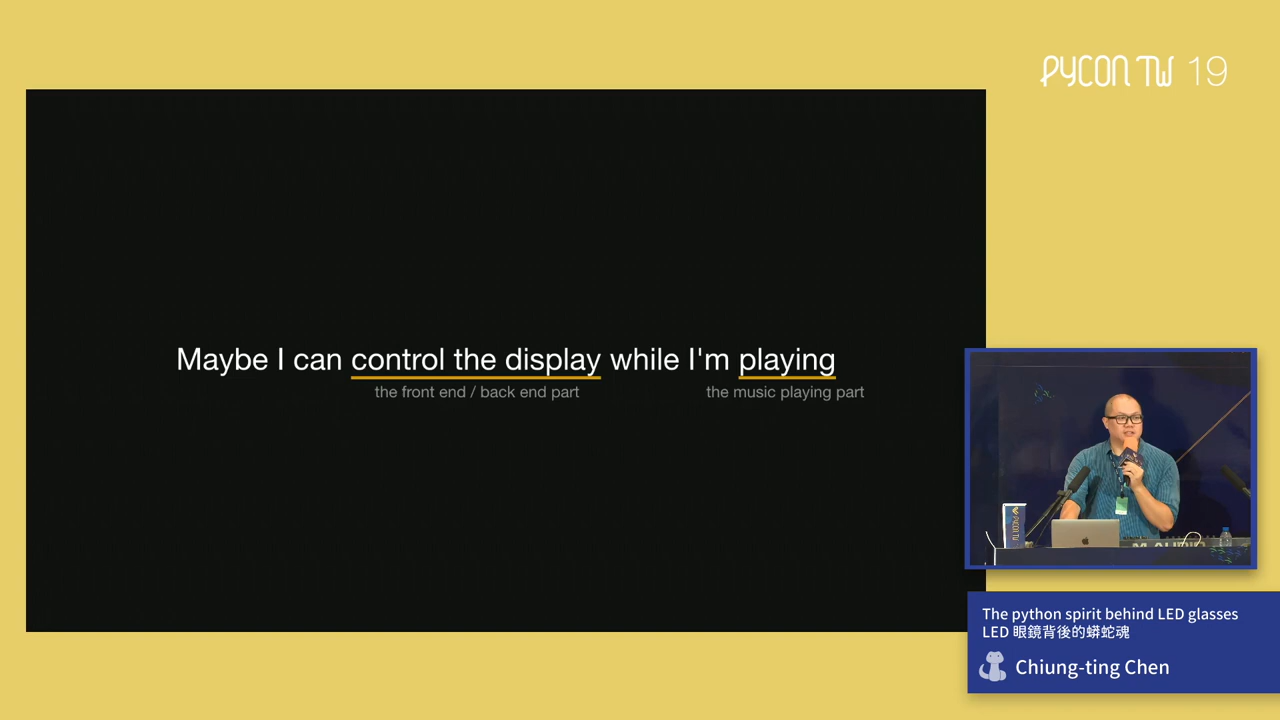 PYCON TW 19
Maybe I can control the display while I'm playing
the front end / back end part
the music playing part
The python spirit behind LED glasses
LED 眼鏡背後的蟒蛇魂
Chiung-ting Chen